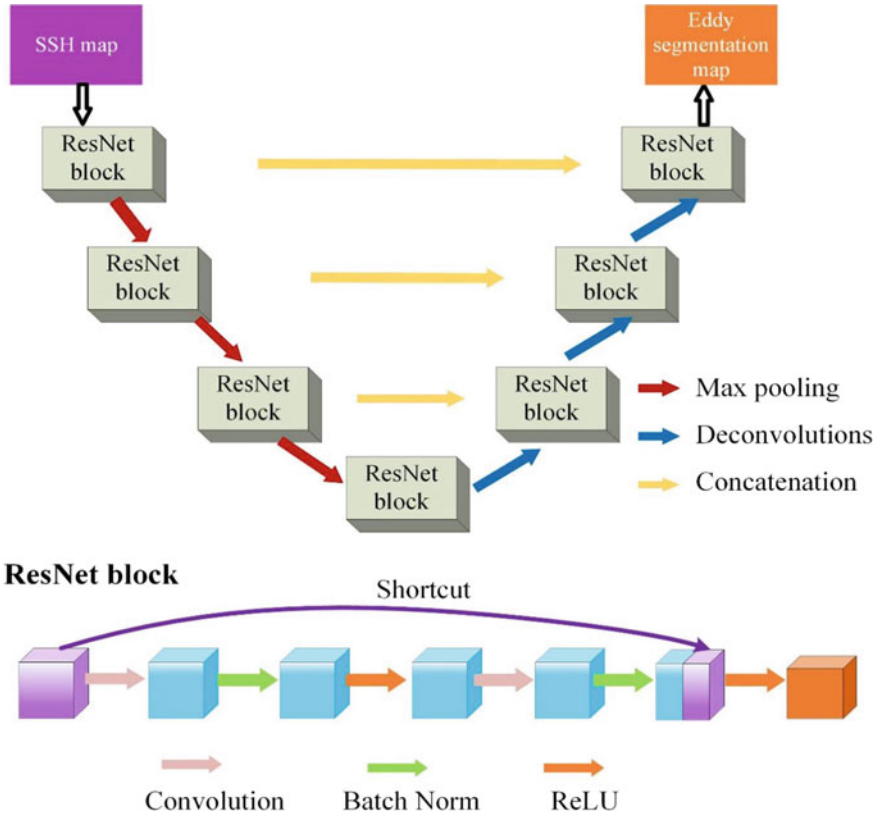 SSH map
Eddy
segmentation
map
ResNet
block
ResNet
block
ResNet
block
ResNet
block
ResNet
block
ResNet
block
ResNet
block
Max pooling
Deconvolutions
Concatenation
ResNet block
Shortcut
Convolution
Batch Norm
ReLU